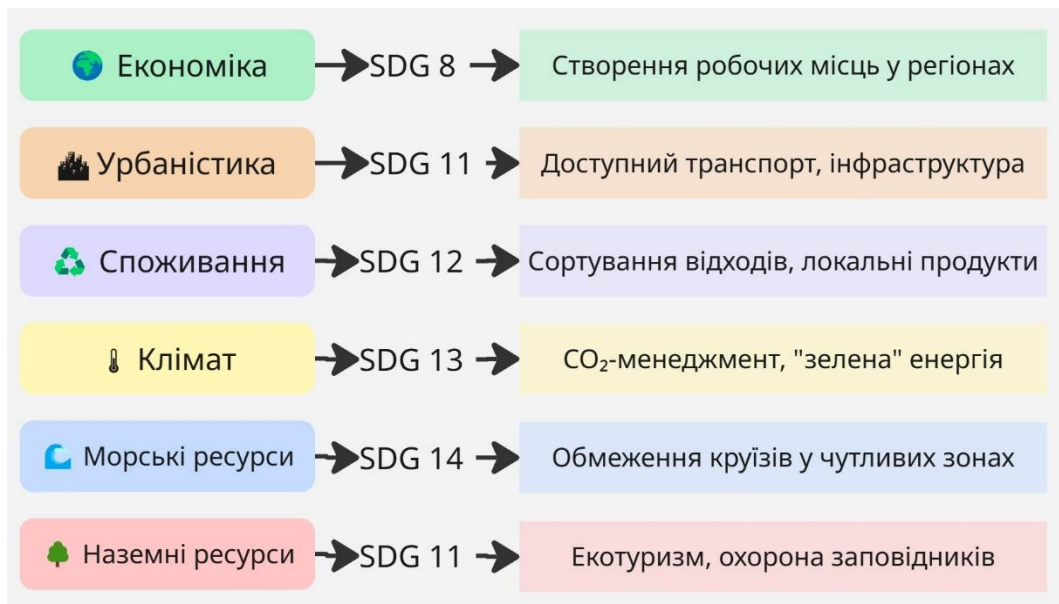 Економіка SDG 8 Створення робочих місць у регіонах
Урбаністика SDG 11 Доступний транспорт, інфраструктура
Споживання SDG 12 Сортування відходів, локальні продукти
Клімат SDG 13 CO₂-менеджмент, "зелена" енергія
Морські ресурси SDG 14 Обмеження круїзів у чутливих зонах
Наземні ресурси SDG 11 Екотуризм, охорона заповідників